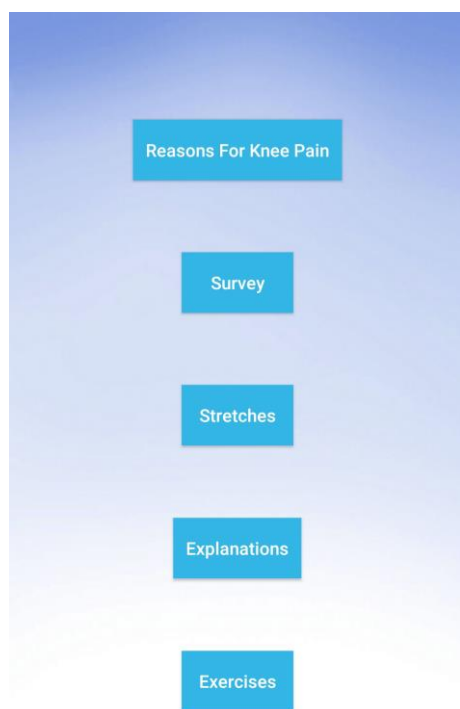 Reasons For Knee Pain
Survey
Stretches
Explanations
Exercises